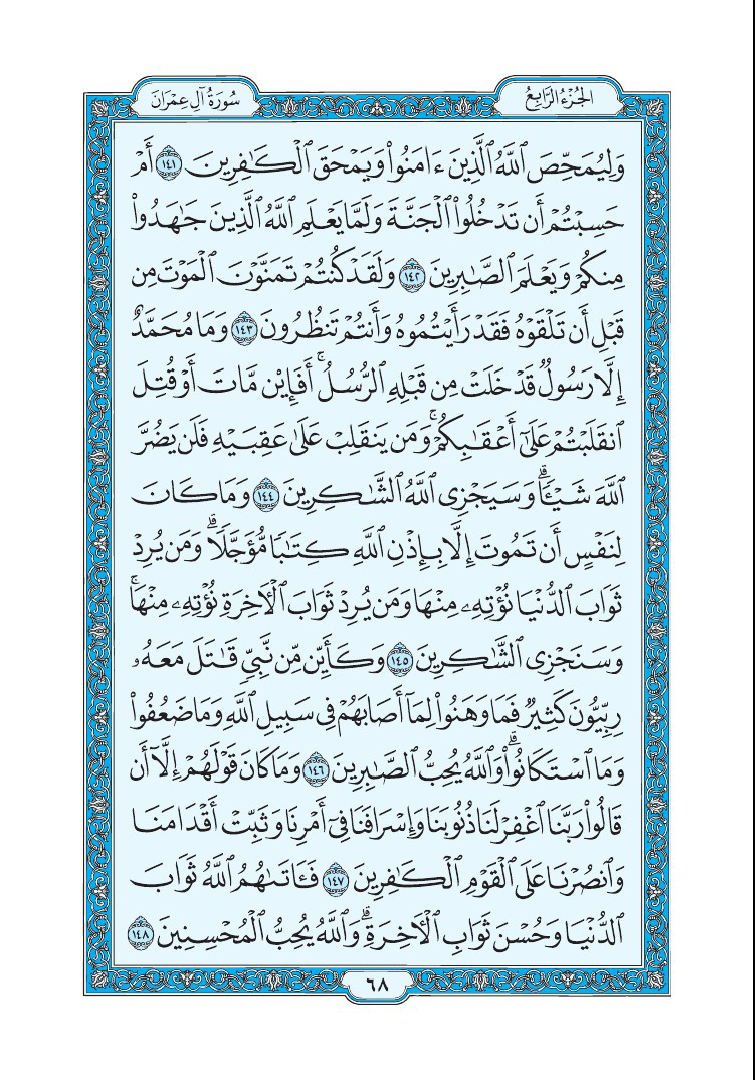 الجُزْءُ الرَّابِعُ
سُورَةُ آلِ عِمْرَانَ
وَلِيُمَحِّصَ ٱللَّهُ ٱلَّذِينَ ءَامَنُوا۟ وَيَمْحَقَ ٱلْكَـٰفِرِينَ ١٤١ أَمْ
حَسِبْتُمْ أَن تَدْخُلُوا۟ ٱلْجَنَّةَ وَلَمَّا يَعْلَمِ ٱللَّهُ ٱلَّذِينَ جَـٰهَدُوا۟
مِنكُمْ وَيَعْلَمَ ٱلصَّـٰبِرِينَ ١٤٢ وَلَقَدْ كُنتُمْ تَمَنَّوْنَ ٱلْمَوْتَ مِن
قَبْلِ أَن تَلْقَوْهُ فَقَدْ رَأَيْتُمُوهُ وَأَنتُمْ تَنظُرُونَ ١٤٣ وَمَا مُحَمَّدٌ
إِلَّا رَسُولٌ قَدْ خَلَتْ مِن قَبْلِهِ ٱلرُّسُلُ ۚ أَفَإِي۟ن مَّاتَ أَوْ قُتِلَ
ٱنقَلَبْتُمْ عَلَىٰٓ أَعْقَـٰبِكُمْ ۚ وَمَن يَنقَلِبْ عَلَىٰ عَقِبَيْهِ فَلَن يَضُرَّ
ٱللَّهَ شَيْـًٔا ۗ وَسَيَجْزِى ٱللَّهُ ٱلشَّـٰكِرِينَ ١٤٤ وَمَا كَانَ
لِنَفْسٍ أَن تَمُوتَ إِلَّا بِإِذْنِ ٱللَّهِ كِتَـٰبًا مُّؤَجَّلًا ۗ وَمَن يُرِدْ
ثَوَابَ ٱلدُّنْيَا نُؤْتِهِۦ مِنْهَا وَمَن يُرِدْ ثَوَابَ ٱلْـَٔاخِرَةِ نُؤْتِهِۦ مِنْهَا ۚ
وَسَنَجْزِى ٱلشَّـٰكِرِينَ ١٤٥ وَكَأَيِّن مِّن نَّبِىٍّ قَـٰتَلَ مَعَهُۥ
رِبِّيُّونَ كَثِيرٌ فَمَا وَهَنُوا۟ لِمَآ أَصَابَهُمْ فِى سَبِيلِ ٱللَّهِ وَمَا ضَعُفُوا۟
وَمَا ٱسْتَكَانُوا۟ ۗ وَٱللَّهُ يُحِبُّ ٱلصَّـٰبِرِينَ ١٤٦ وَمَا كَانَ قَوْلَهُمْ إِلَّآ أَن
قَالُوا۟ رَبَّنَا ٱغْفِرْ لَنَا ذُنُوبَنَا وَإِسْرَافَنَا فِىٓ أَمْرِنَا وَثَبِّتْ أَقْدَامَنَا
وَٱنصُرْنَا عَلَى ٱلْقَوْمِ ٱلْكَـٰفِرِينَ ١٤٧ فَـَٔاتَىٰهُمُ ٱللَّهُ ثَوَابَ
ٱلدُّنْيَا وَحُسْنَ ثَوَابِ ٱلْـَٔاخِرَةِ ۗ وَٱللَّهُ يُحِبُّ ٱلْمُحْسِنِينَ ١٤٨
٦٨